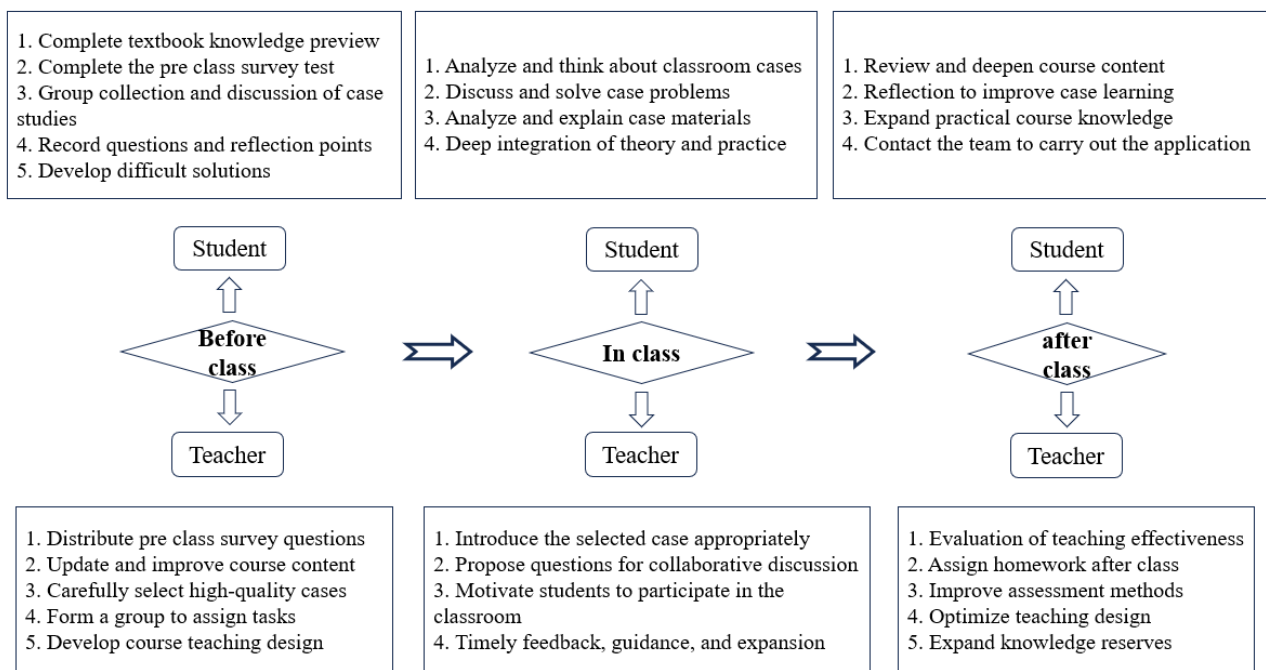 1. Complete textbook knowledge preview
2. Complete the pre class survey test
3. Group collection and discussion of case
studies
4. Record questions and reflection points
5. Develop difficult solutions
1. Analyze and think about classroom cases
2. Discuss and solve case problems
3. Analyze and explain case materials
4. Deep integration of theory and practice
1. Review and deepen course content
2. Reflection to improve case learning
3. Expand practical course knowledge
4. Contact the team to carry out the application
Student
Student
Student
Before
class
In class
after
class
Teacher
Teacher
Teacher
1. Distribute pre class survey questions
2. Update and improve course content
3. Carefully select high-quality cases
4. Form a group to assign tasks
5. Develop course teaching design
1. Introduce the selected case appropriately
2. Propose questions for collaborative discussion
3. Motivate students to participate in the
classroom
4. Timely feedback, guidance, and expansion
1. Evaluation of teaching effectiveness
2. Assign homework after class
3. Improve assessment methods
4. Optimize teaching design
5. Expand knowledge reserves